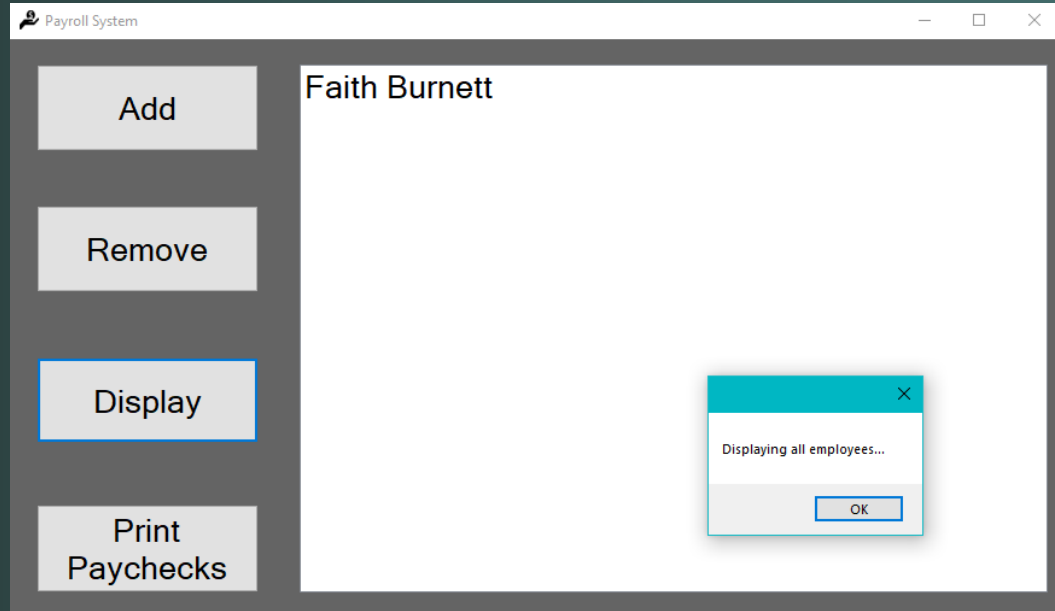 Payroll System
Add
Faith Burnett
Remove
Display
Displaying all employees...
OK
Print
Paychecks